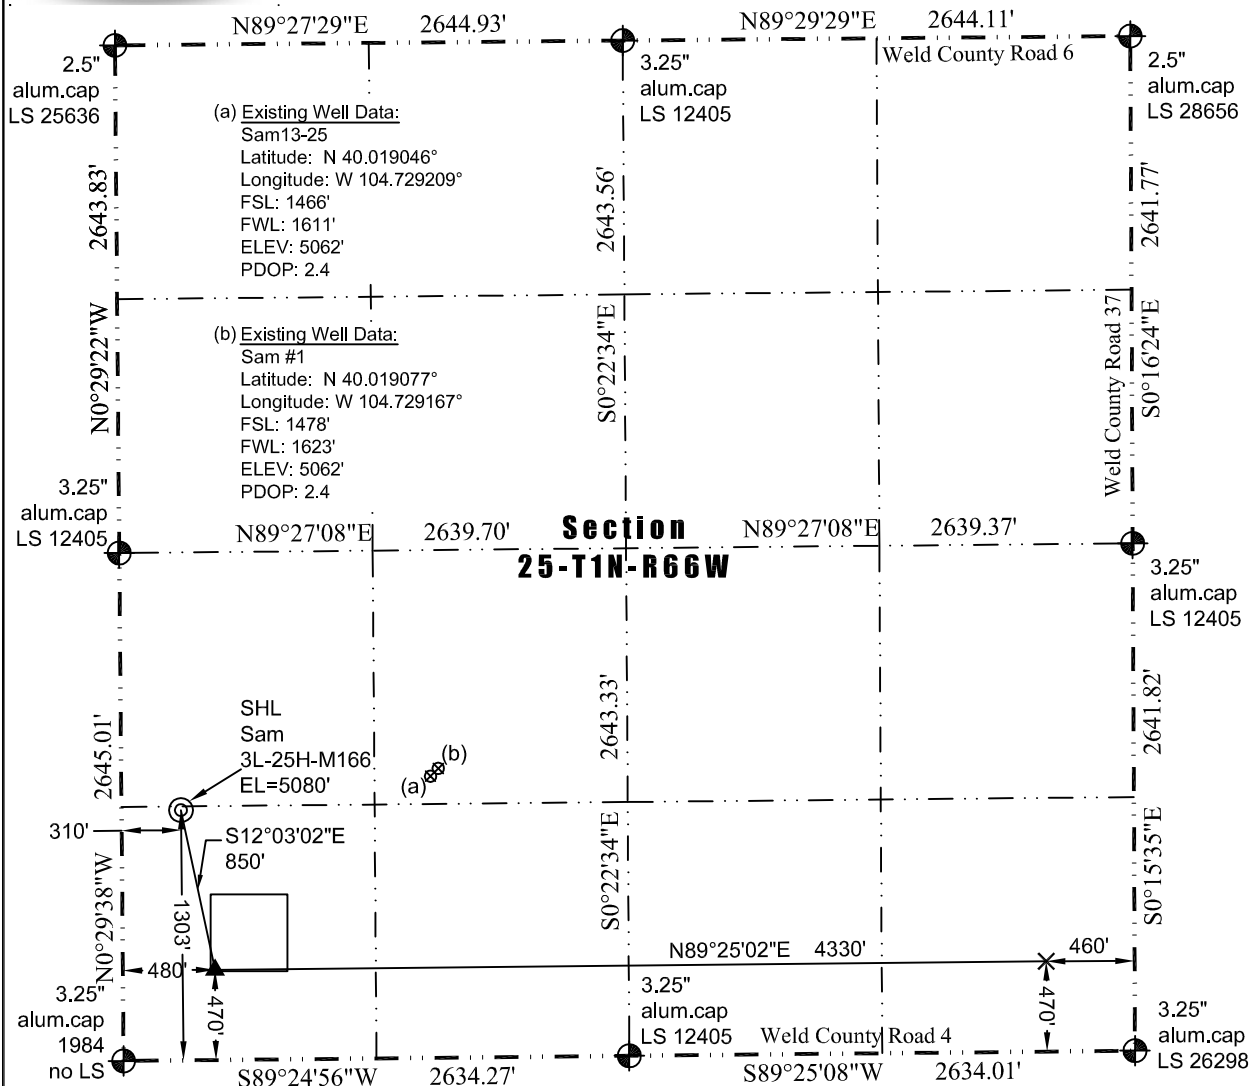 N89°27'29"E 2644.93' N89°29'29"E 2644.11'
Weld County Road 6
2.5"
alum.cap
LS 25636
3.25"
alum.cap
LS 12405
2.5"
alum.cap
LS 28656
(a) Existing Well Data:
Sam13-25
Latitude: N 40.019046°
Longitude: W 104.729209°
FSL: 1466'
FWL: 1611'
ELEV: 5062'
PDOP: 2.4
2643.83'
2643.56'
2641.77'
N0°29'22"W
S0°22'34"E
Weld County Road 37
S0°16'24"E
(b) Existing Well Data:
Sam #1
Latitude: N 40.019077°
Longitude: W 104.729167°
FSL: 1478'
FWL: 1623'
ELEV: 5062'
PDOP: 2.4
3.25"
alum.cap
LS 12405
N89°27'08"E 2639.70' Section N89°27'08"E 2639.37'
25-T1N-R66W
3.25"
alum.cap
LS 12405
2645.01'
2643.33'
2641.82'
SHL
Sam
3L-25H-M166
EL=5080'
(b)
(a)
310'
S12°03'02"E
850'
N0°29'38"W
1303'
S0°22'34"E
S0°15'35"E
N89°25'02"E 4330'
460'
480'
470'
470'
3.25"
alum.cap
1984
no LS
3.25"
alum.cap
LS 12405
Weld County Road 4
3.25"
alum.cap
LS 26298
S89°24'56"W 2634.27' S89°25'08"W 2634.01'